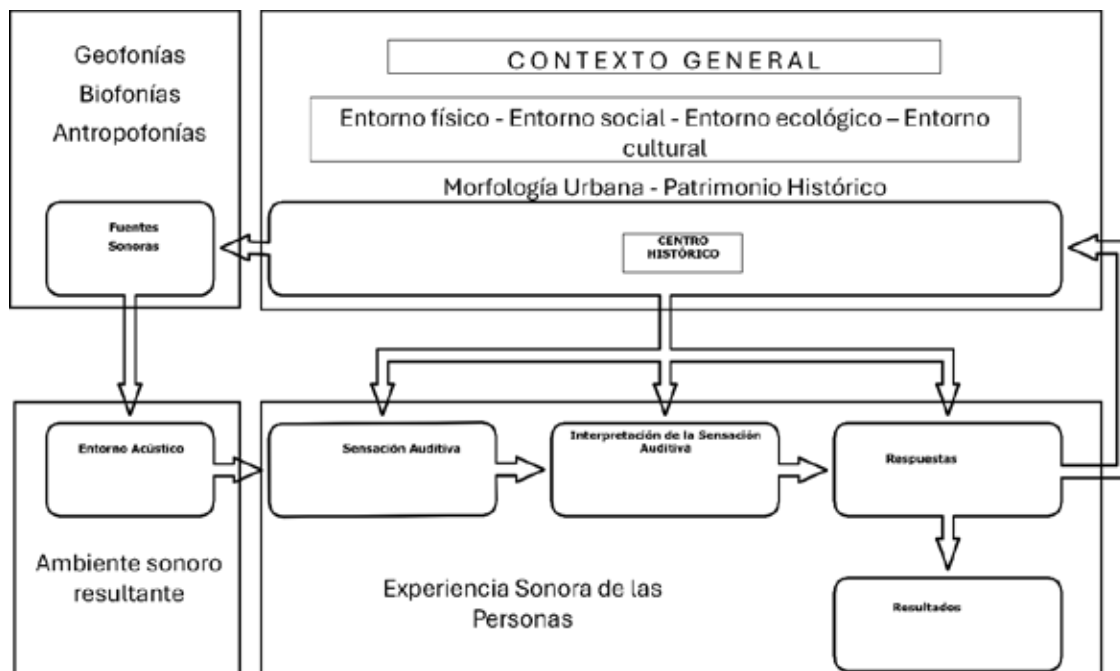 Geofonías
Biofonías
Antropofonías
Fuentes
Sonoras
CONTEXTO GENERAL
Entorno físico - Entorno social - Entorno ecológico – Entorno
cultural
Morfología Urbana - Patrimonio Histórico
CENTRO
HISTÓRICO
Entorno Acústico
Ambiente sonoro
resultante
Sensación Auditiva
Interpretación de la Sensación
Auditiva
Respuestas
Experiencia Sonora de las
Personas
Resultados